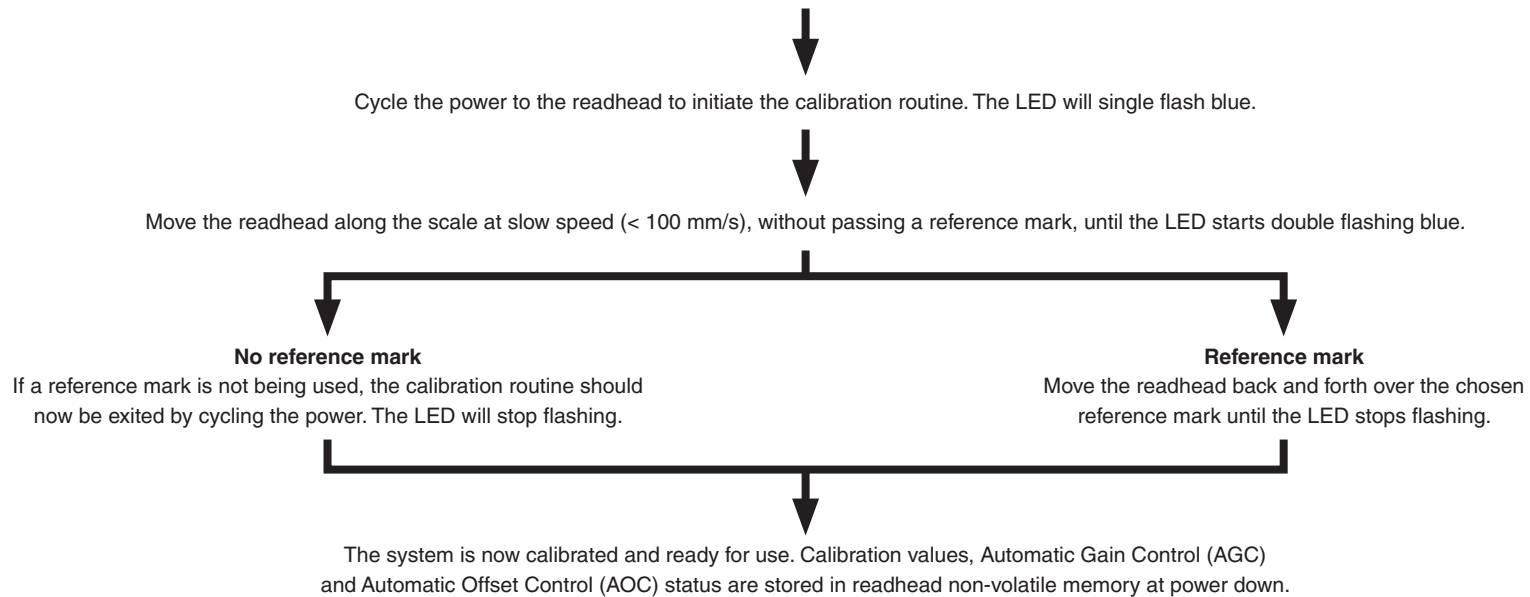 Cycle the power to the readhead to initiate the calibration routine. The LED will single flash blue.
Move the readhead along the scale at slow speed (< 100 mm/s), without passing a reference mark, until the LED starts double flashing blue.
No reference mark
If a reference mark is not being used, the calibration routine should
now be exited by cycling the power. The LED will stop flashing.
Reference mark
Move the readhead back and forth over the chosen
reference mark until the LED stops flashing.
The system is now calibrated and ready for use. Calibration values, Automatic Gain Control (AGC)
and Automatic Offset Control (AOC) status are stored in readhead non-volatile memory at power down.